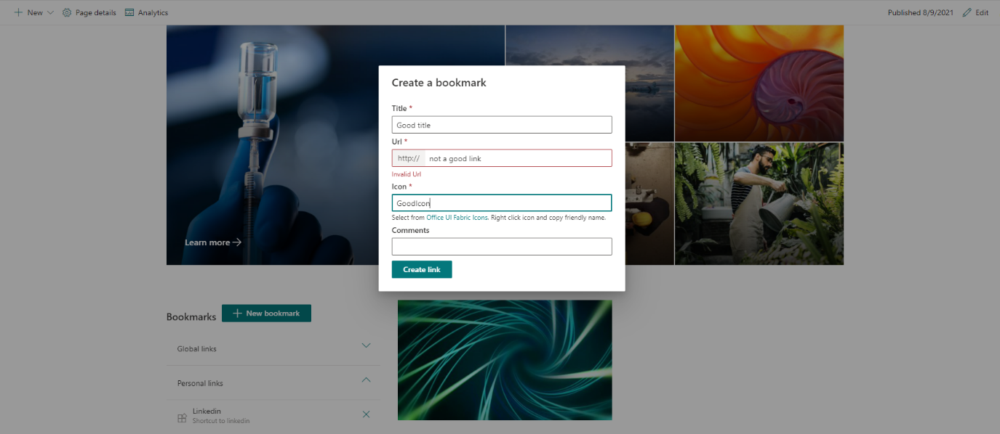 New
Page details
Analytics
Published 8/9/2021
Edit
Create a bookmark
Title *
Good title
Url *
http:// not a good link
Invalid Url
Icon *
GoodIcon
Select from Office UI Fabric Icons. Right click icon and copy friendly name.
Comments
Create link
Learn more
Bookmarks
New bookmark
Global links
Personal links
Linkedin
Shortcut to linkedin